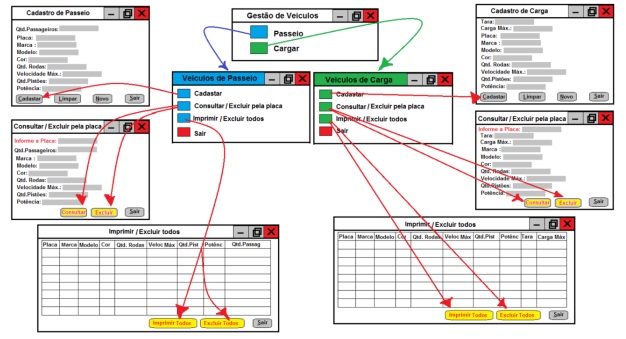 Gestão de Veiculos
Passeio
Cargar
Cadastro de Passeio
Qtd.Passageiros:
Placa:
Marca :
Modelo:
Cor:
Qtd. Rodas:
Velocidade Máx.:
Qtd.Pistões:
Potência:
Cadastar
Limpar
Novo
Sair
Veículos de Passeio
Cadastar
Consultar / Excluir pela placa
Imprimir / Excluir todos
Sair
Veículos de Carga
Cadastar
Consultar / Excluir pela placa
Imprimir / Excluir todos
Sair
Cadastro de Carga
Tara:
Carga Máx.:
Placa:
Marca :
Modelo:
Cor:
Qtd. Rodas:
Velocidade Máx.:
Qtd.Pistões:
Potência:
Cadastar
Limpar
Novo
Sair
Consultar / Excluir pela placa
Informe a Placa:
Qtd.Passageiros:
Marca :
Modelo:
Cor:
Qtd. Rodas:
Velocidade Máx.:
Qtd.Pistões:
Potência:
Consultar
Excluir
Sair
Consultar / Excluir pela placa
Informe a Placa:
Tara:
Carga Máx.:
Marca :
Modelo:
Cor:
Qtd. Rodas:
Velocidade Máx.:
Qtd.Pistões:
Potência:
Consultar
Excluir
Sair
Imprimir / Excluir todos
Placa Marca Modelo Cor Qtd. Rodas Veloc Máx Qtd.Pist Potênc Qtd.Passag
Imprimir Todos
Excluir Todos
Sair
Imprimir / Excluir todos
Placa Marca Modelo Cor Qtd. Rodas Veloc Máx Qtd.Pist Potênc Tara Carga Máx
Imprimir Todos
Excluir Todos
Sair